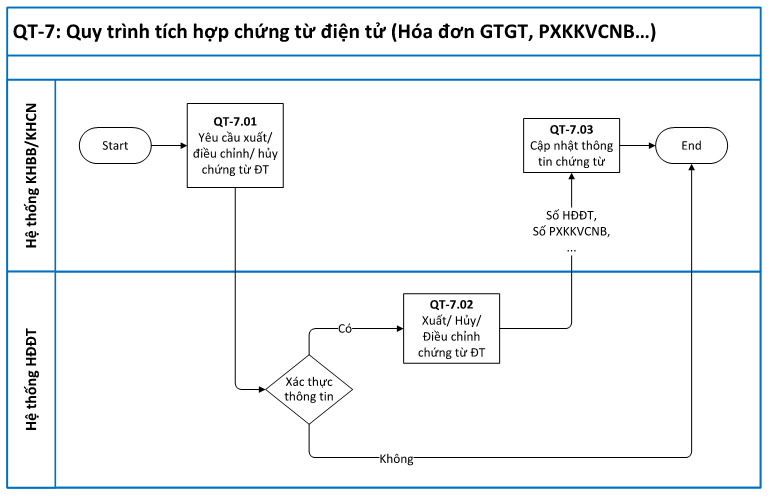 QT-7: Quy trình tích hợp chứng từ điện tử (Hóa đơn GTGT, PXKKVCNB...)
Hệ thống KHBB/KHCN
Start
QT-7.01
Yêu cầu xuất/
điều chỉnh/ hủy
chứng từ ĐT
QT-7.03
Cập nhật thông
tin chứng từ
End
Số HĐĐT,
Số PXKKVCNB,
...
Hệ thống HĐĐT
QT-7.02
Xuất/ Hủy/
Điều chỉnh
chứng từ ĐT
Có
Xác thực
thông tin
Không